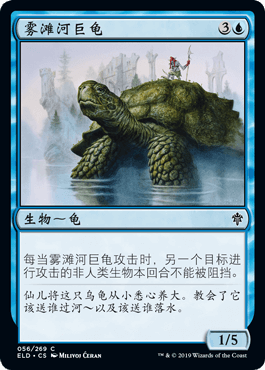 雾滩河巨龟 3
生物～龟
每当雾滩河巨龟攻击时，另一个目标进
行攻击的非人类生物本回合不能被阻挡。
仙儿将这只乌龟从小悉心养大。教会了它
该送谁过河～以及该送谁落水。
1/5
056/269 C
ELD • CS MILIVOJ ĆERAN
™ & © 2019 Wizards of the Coast